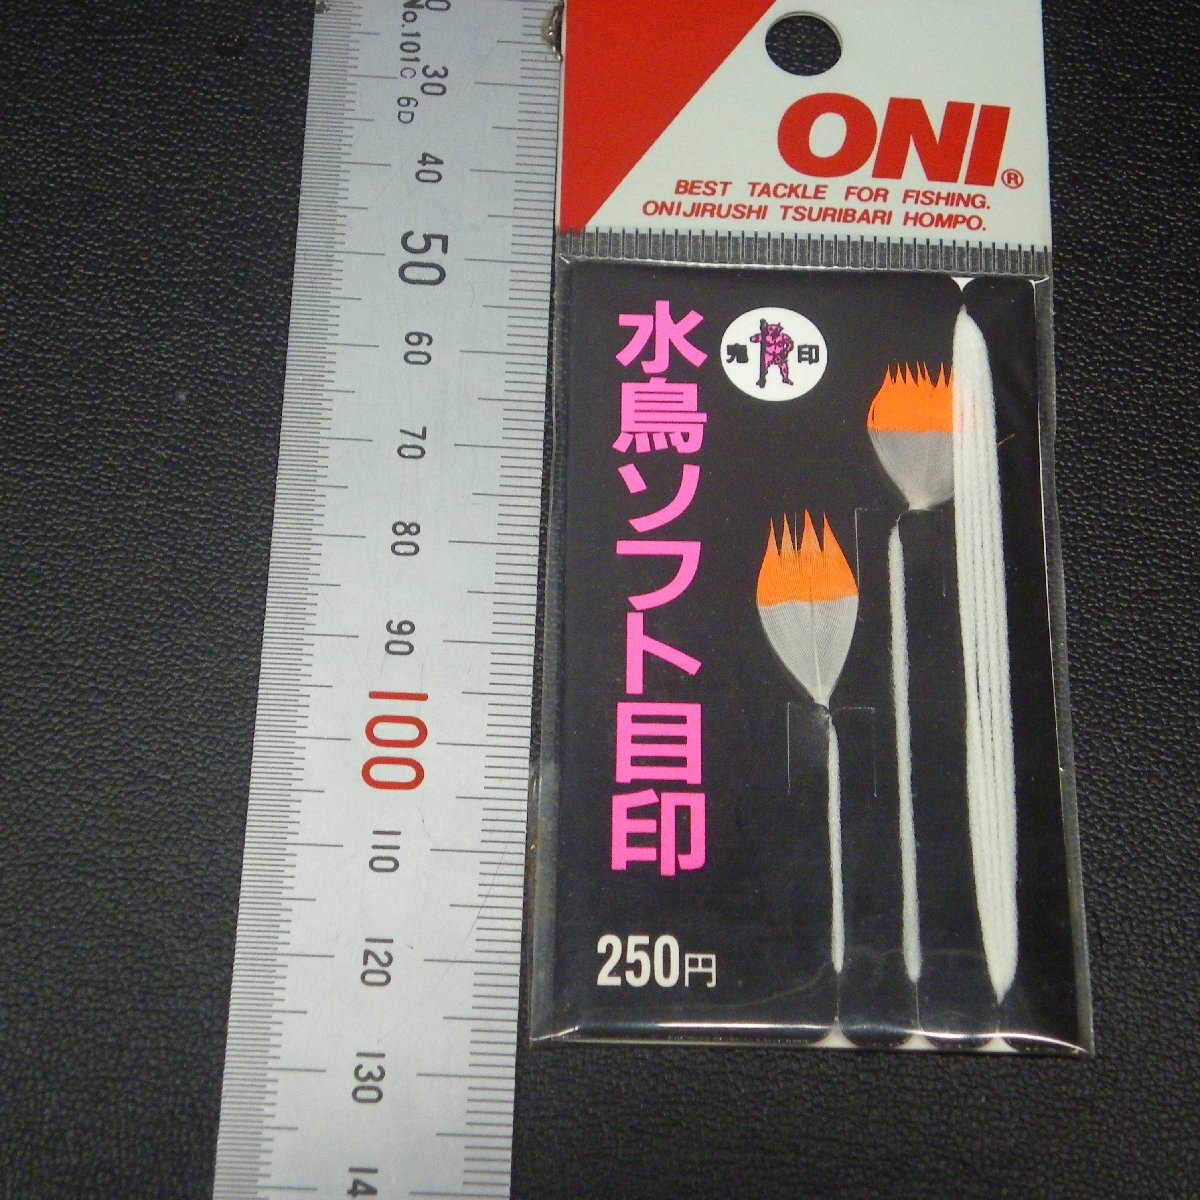 No.101C 6D
30
40
50
60
70
80
90
100
110
120
130
14
ONI®
BEST TACKLE FOR FISHING.
ONIJIRUSHI TSURIBARI HOMPO.
水鳥ソフト目印
鬼印
250円